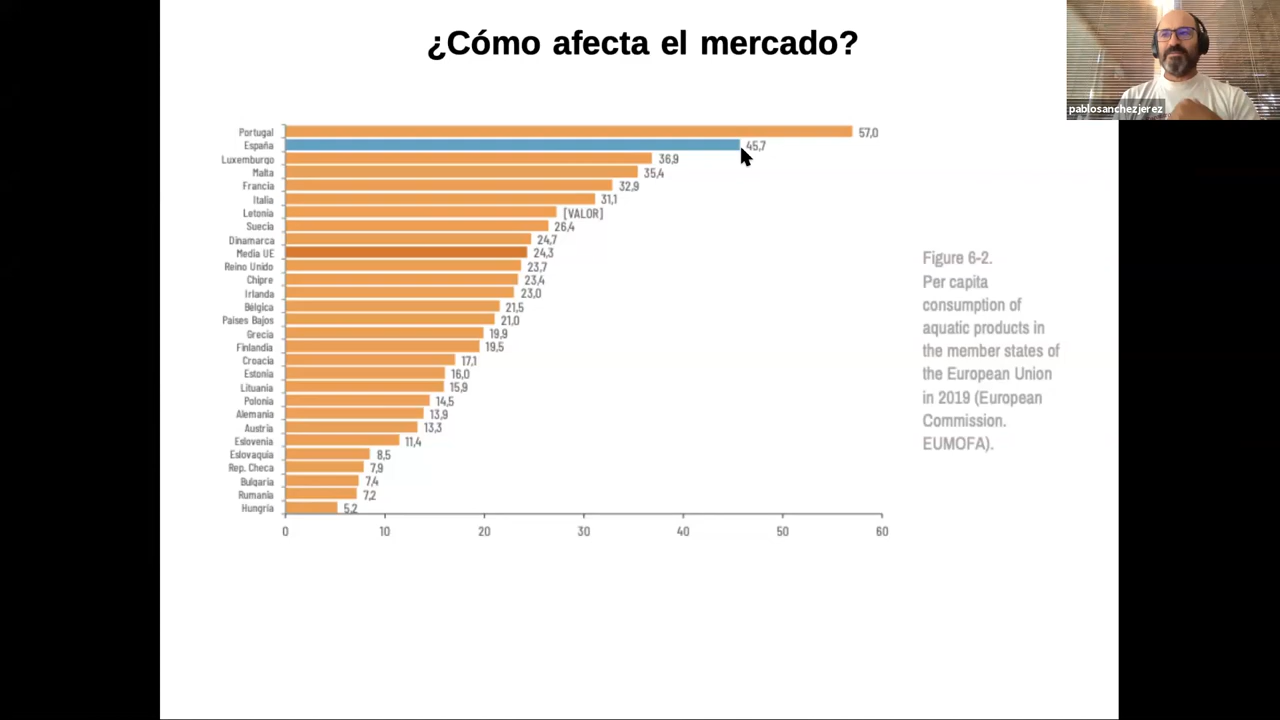 ¿Cómo afecta el mercado?
pablosanchezjerez
Portugal 57,0
España 45,7
Luxemburgo 36,9
Malta 35,4
Francia 32,9
Italia 31,1
Letonia [VALOR]
Suecia 26,4
Dinamarca 24,7
Media UE 24,3
Reino Unido 23,7
Chipre 23,4
Irlanda 23,0
Bélgica 21,5
Paises Bajos 21,0
Grecia 19,9
Finlandia 19,5
Croacia 17,1
Estonia 16,0
Lituania 15,9
Polonia 14,5
Alemania 13,9
Austria 13,3
Eslovenia 11,4
Eslovaquia 8,5
Rep. Checa 7,9
Bulgaria 7,4
Rumania 7,2
Hungría 5,2
0 10 20 30 40 50 60
Figure 6-2.
Per capita
consumption of
aquatic products in
the member states of
the European Union
in 2019 (European
Commission.
EUMOFA).